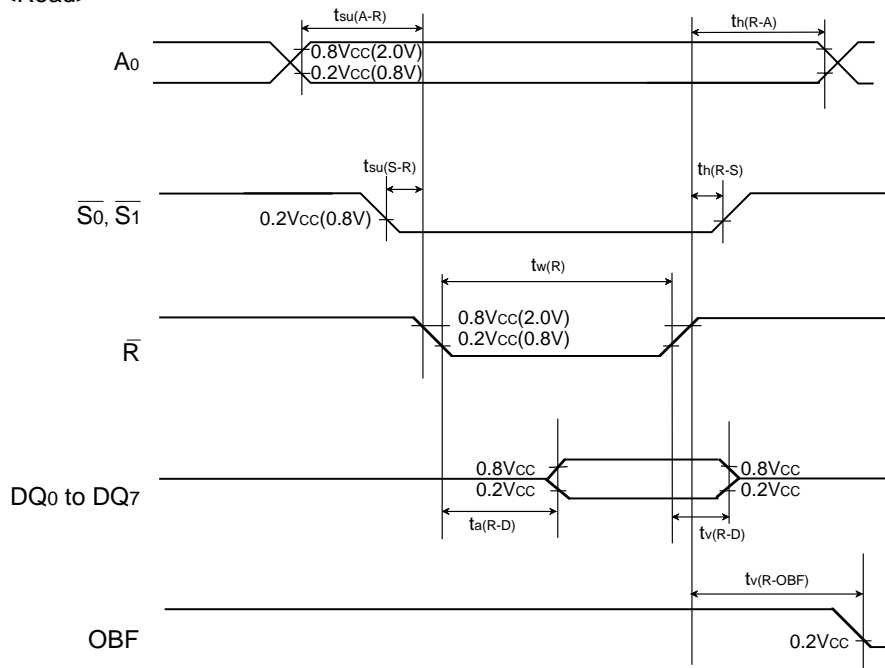 <Read>
tsu(A-R)
th(R-A)
A0
0.8VCC(2.0V)
0.2VCC(0.8V)
tsu(S-R)
th(R-S)
S0, S1
0.2VCC(0.8V)
tw(R)
R
0.8VCC(2.0V)
0.2VCC(0.8V)
DQ0 to DQ7
0.8VCC
0.2VCC
0.8VCC
0.2VCC
ta(R-D)
tv(R-D)
tv(R-OBF)
OBF
0.2VCC